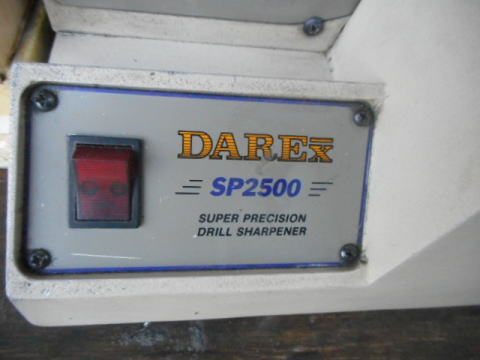 DAREX
SP2500
SUPER PRECISION
DRILL SHARPENER